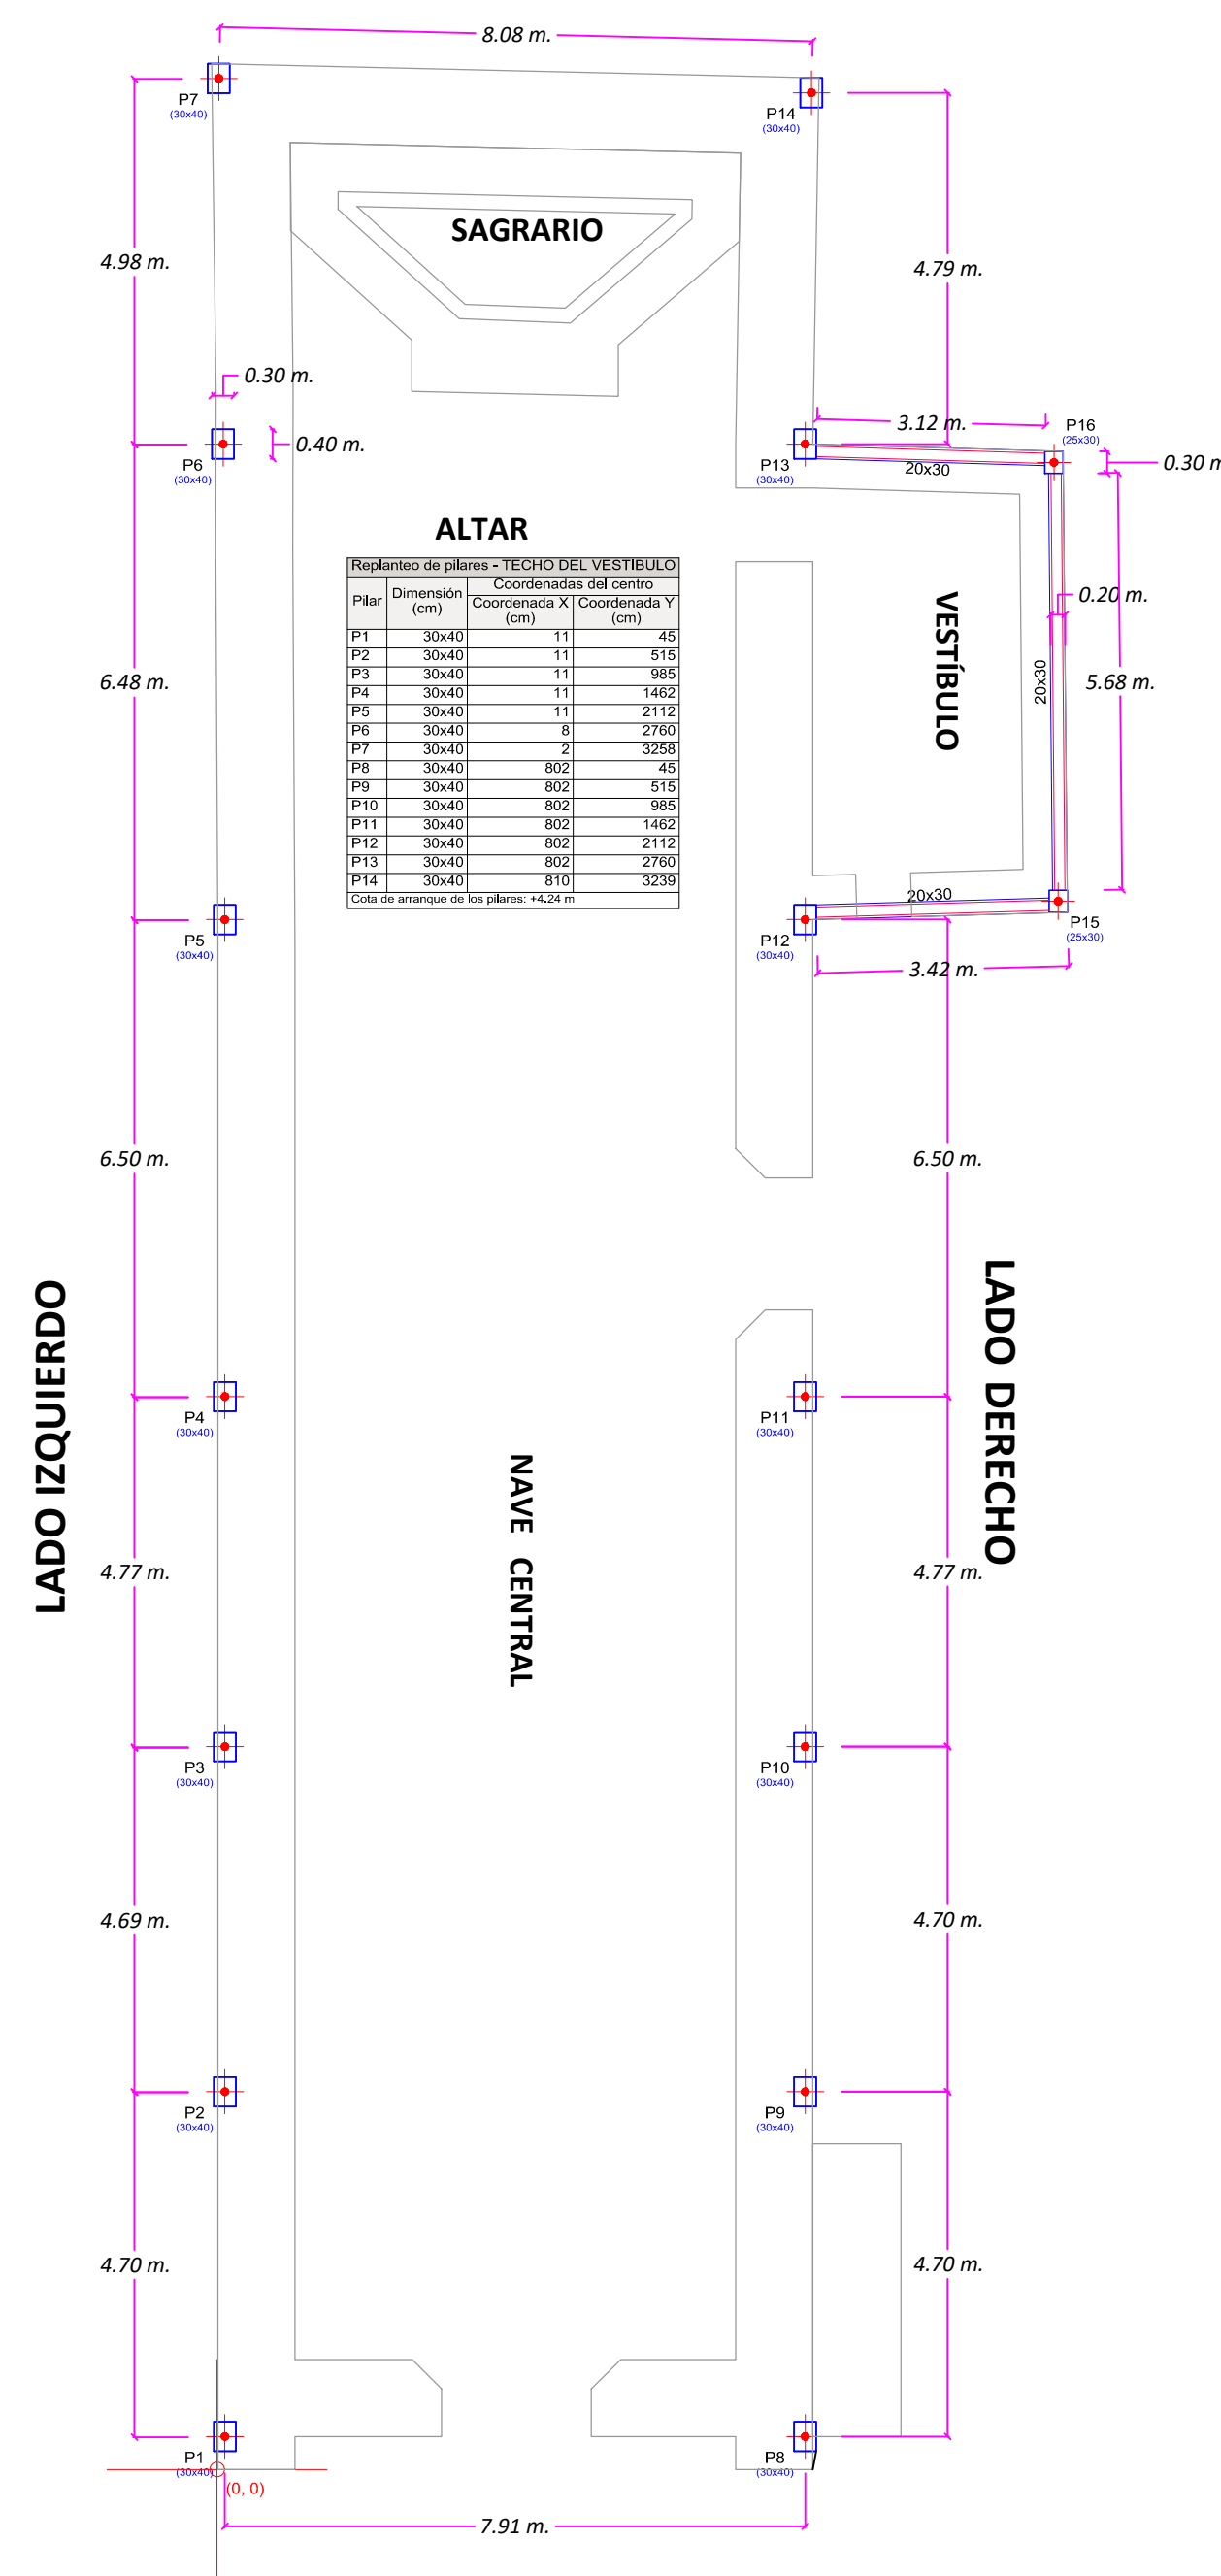 8.08 m.
P7
(30x40)
P14
(30x40)
SAGRARIO
4.98 m.
4.79 m.
0.30 m.
0.40 m.
P6
(30x40)
3.12 m.
P13
(30x40)
20x30
P16
(25x30)
0.30 m
ALTAR
Replanteo de pilares - TECHO DEL VESTÍBULO
Pilar Dimensión (cm) Coordenadas del centro
Coordenada X (cm) Coordenada Y (cm)
P1 30x40 11 45
P2 30x40 11 515
P3 30x40 11 985
P4 30x40 11 1462
P5 30x40 11 2112
P6 30x40 8 2760
P7 30x40 2 3258
P8 30x40 802 45
P9 30x40 802 515
P10 30x40 802 985
P11 30x40 802 1462
P12 30x40 802 2112
P13 30x40 802 2760
P14 30x40 810 3239
Cota de arranque de los pilares: +4.24 m
VESTÍBULO
0.20 m.
20x30
5.68 m.
6.48 m.
20x30
P5
(30x40)
P12
(30x40)
P15
(25x30)
3.42 m.
6.50 m.
6.50 m.
LADO IZQUIERDO
LADO DERECHO
P4
(30x40)
P11
(30x40)
NAVE CENTRAL
4.77 m.
4.77 m.
P3
(30x40)
P10
(30x40)
4.69 m.
4.70 m.
P2
(30x40)
P9
(30x40)
4.70 m.
4.70 m.
P1
(30x40)
(0, 0)
P8
(30x40)
7.91 m.